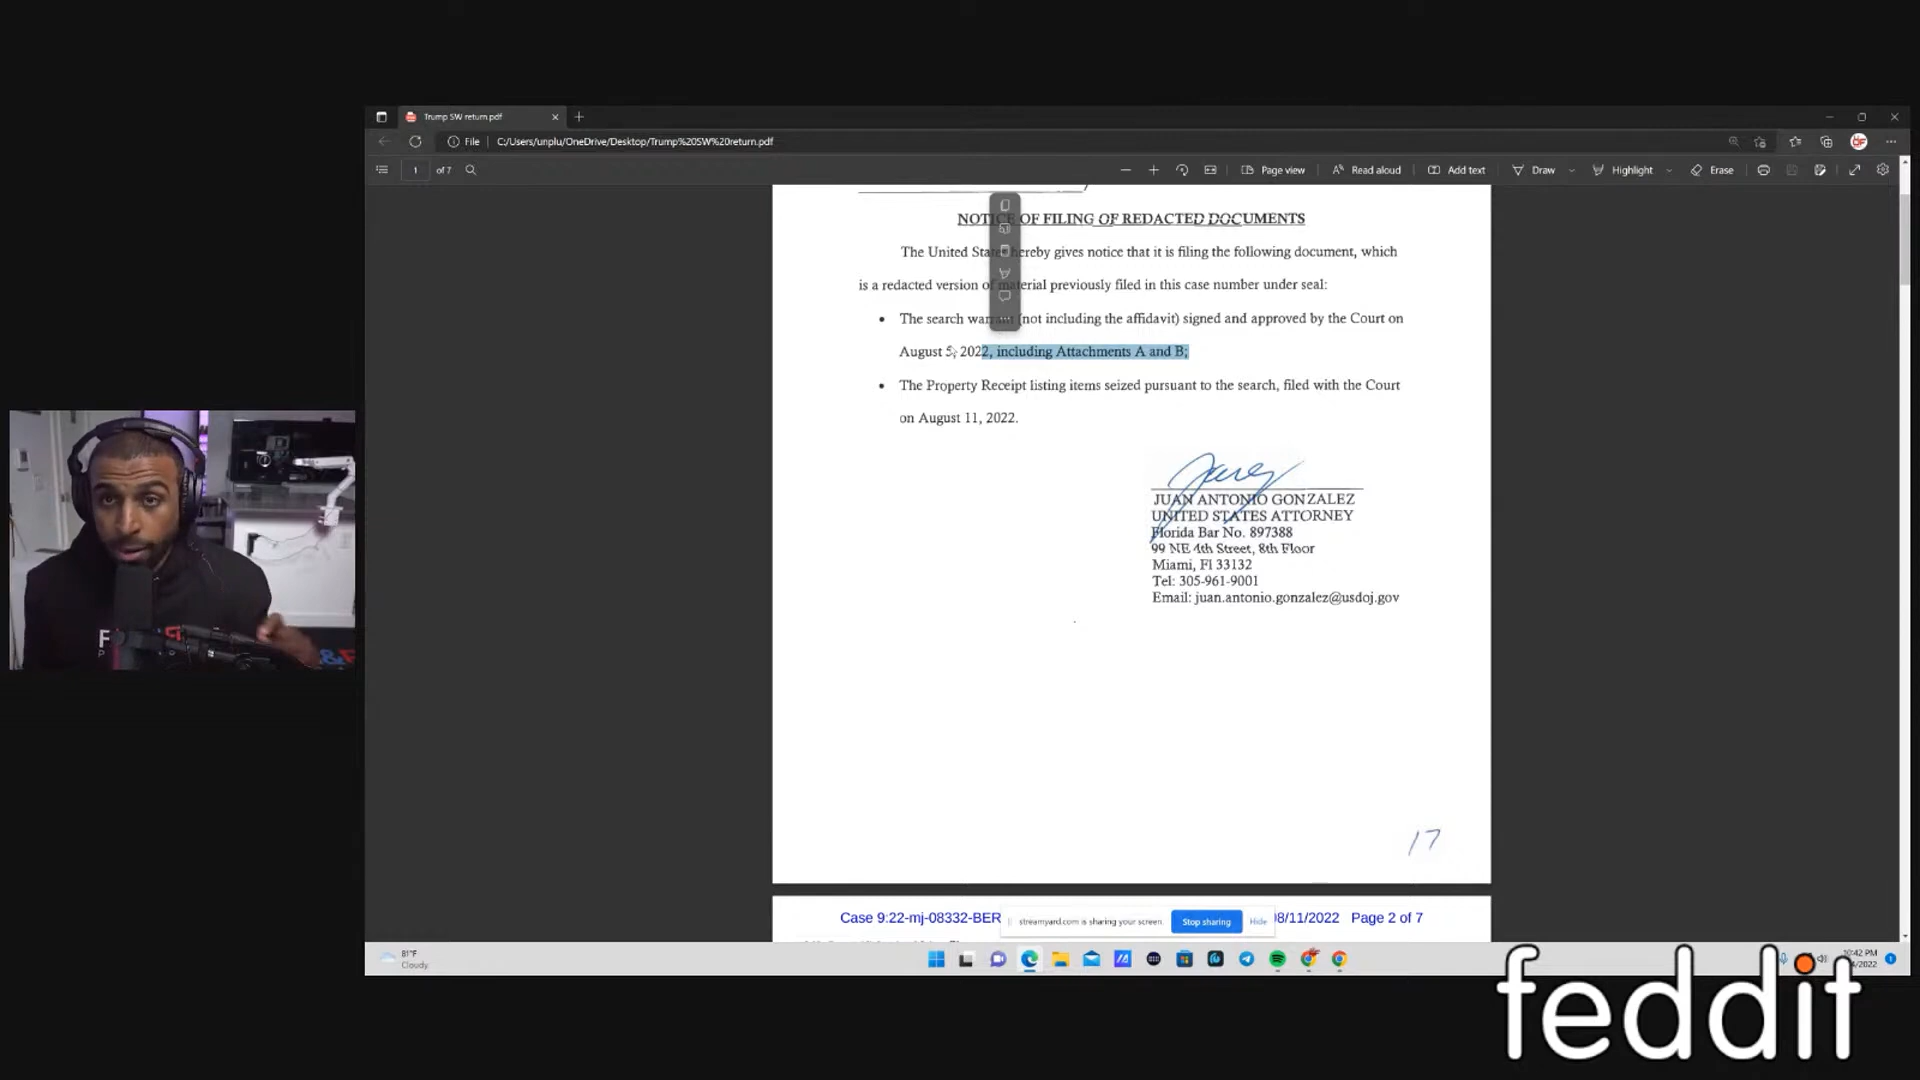 Trump SW return.pdf
File C:/Users/unplu/OneDrive/Desktop/Trump%20SW%20return.pdf
1 of 7 Page view Read aloud Add text Draw Highlight Erase
NOTICE OF FILING OF REDACTED DOCUMENTS
The United States hereby gives notice that it is filing the following document, which
is a redacted version of material previously filed in this case number under seal:
• The search warrant (not including the affidavit) signed and approved by the Court on
August 5, 2022, including Attachments A and B;
• The Property Receipt listing items seized pursuant to the search, filed with the Court
on August 11, 2022.
JUAN ANTONIO GONZALEZ
UNITED STATES ATTORNEY
Florida Bar No. 897388
99 NE 4th Street, 8th Floor
Miami, Fl 33132
Tel: 305-961-9001
Email: juan.antonio.gonzalez@usdoj.gov
17
Case 9:22-mj-08332-BER 08/11/2022 Page 2 of 7
streamyard.com is sharing your screen. Stop sharing Hide
81°F
Cloudy
10:42 PM
feddit